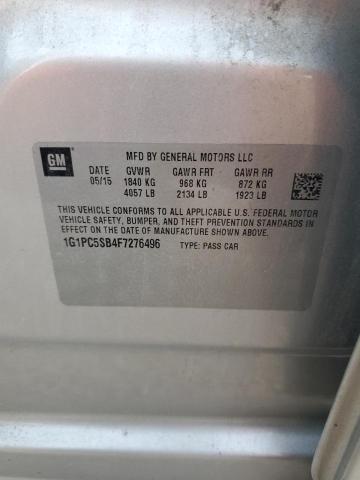 GM
MFD BY GENERAL MOTORS LLC
DATE GVWR GAWR FRT GAWR RR
05/15 1840 KG 968 KG 872 KG
4057 LB 2134 LB 1923 LB
THIS VEHICLE CONFORMS TO ALL APPLICABLE U.S. FEDERAL MOTOR
VEHICLE SAFETY, BUMPER, AND THEFT PREVENTION STANDARDS
IN EFFECT ON THE DATE OF MANUFACTURE SHOWN ABOVE.
1G1PC5SB4F7276496 TYPE: PASS CAR